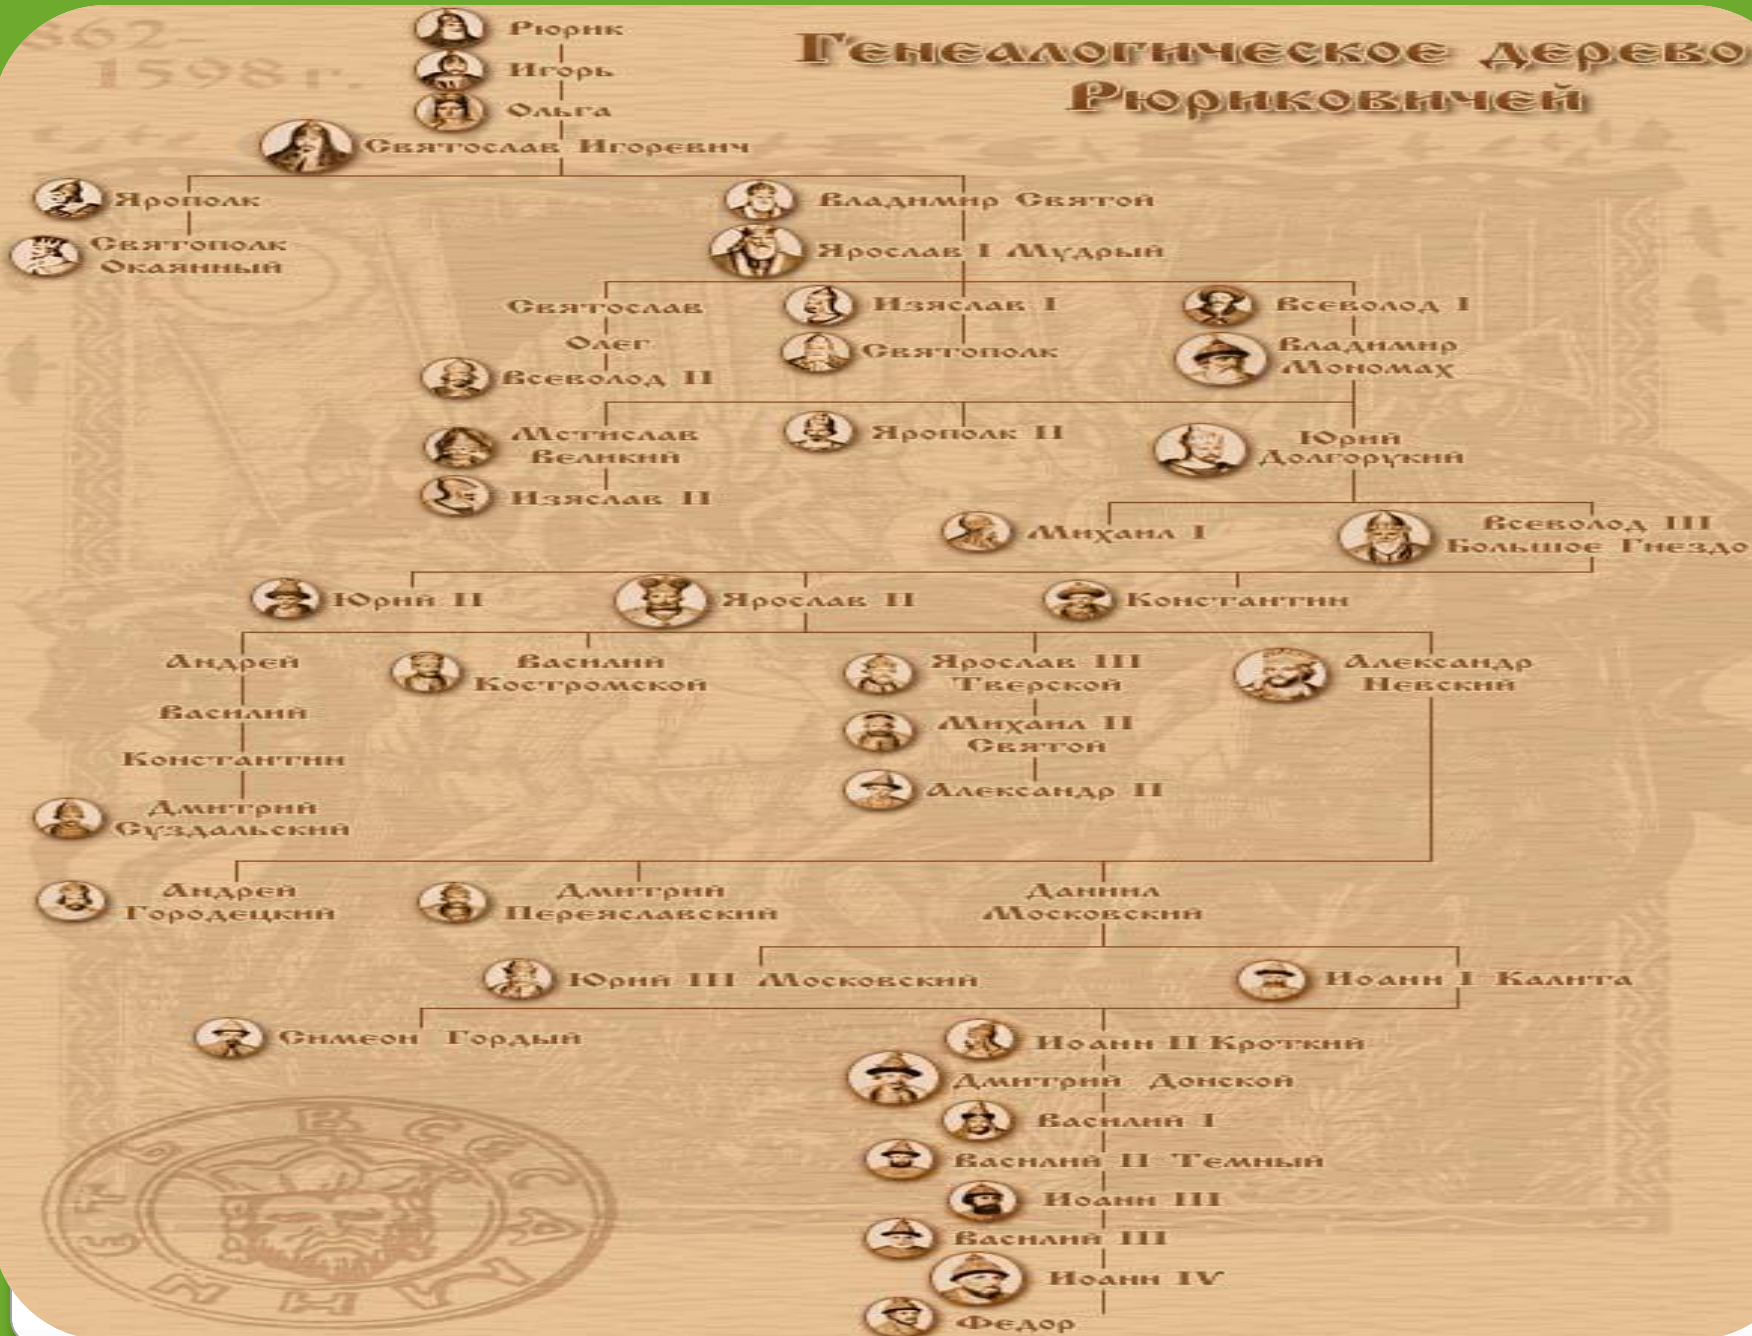 862-
1598 г.
Генеалогическое дерево
Рюриковичей
Рюрик
Игорь
Ольга
Святослав Игоревич
Ярополк
Владимир Святой
Святополк
Окаянный
Ярослав I Мудрый
Святослав
Изяслав I
Всеволод I
Олег
Святополк
Владимир
Мономах
Всеволод II
Мстислав
Великий
Ярополк II
Юрий
Долгорукий
Изяслав II
Михаил I
Всеволод III
Большое Гнездо
Юрий II
Ярослав II
Константин
Андрей
Василий
Костромской
Ярослав III
Тверской
Александр
Невский
Василий
Михаил II
Святой
Константин
Александр II
Дмитрий
Суздальский
Андрей
Городецкий
Дмитрий
Переяславский
Даниил
Московский
Юрий III Московский
Иоанн I Калита
Симеон Гордый
Иоанн II Кроткий
Дмитрий Донской
Василий I
Василий II Темный
Иоанн III
Василий III
Иоанн IV
Федор